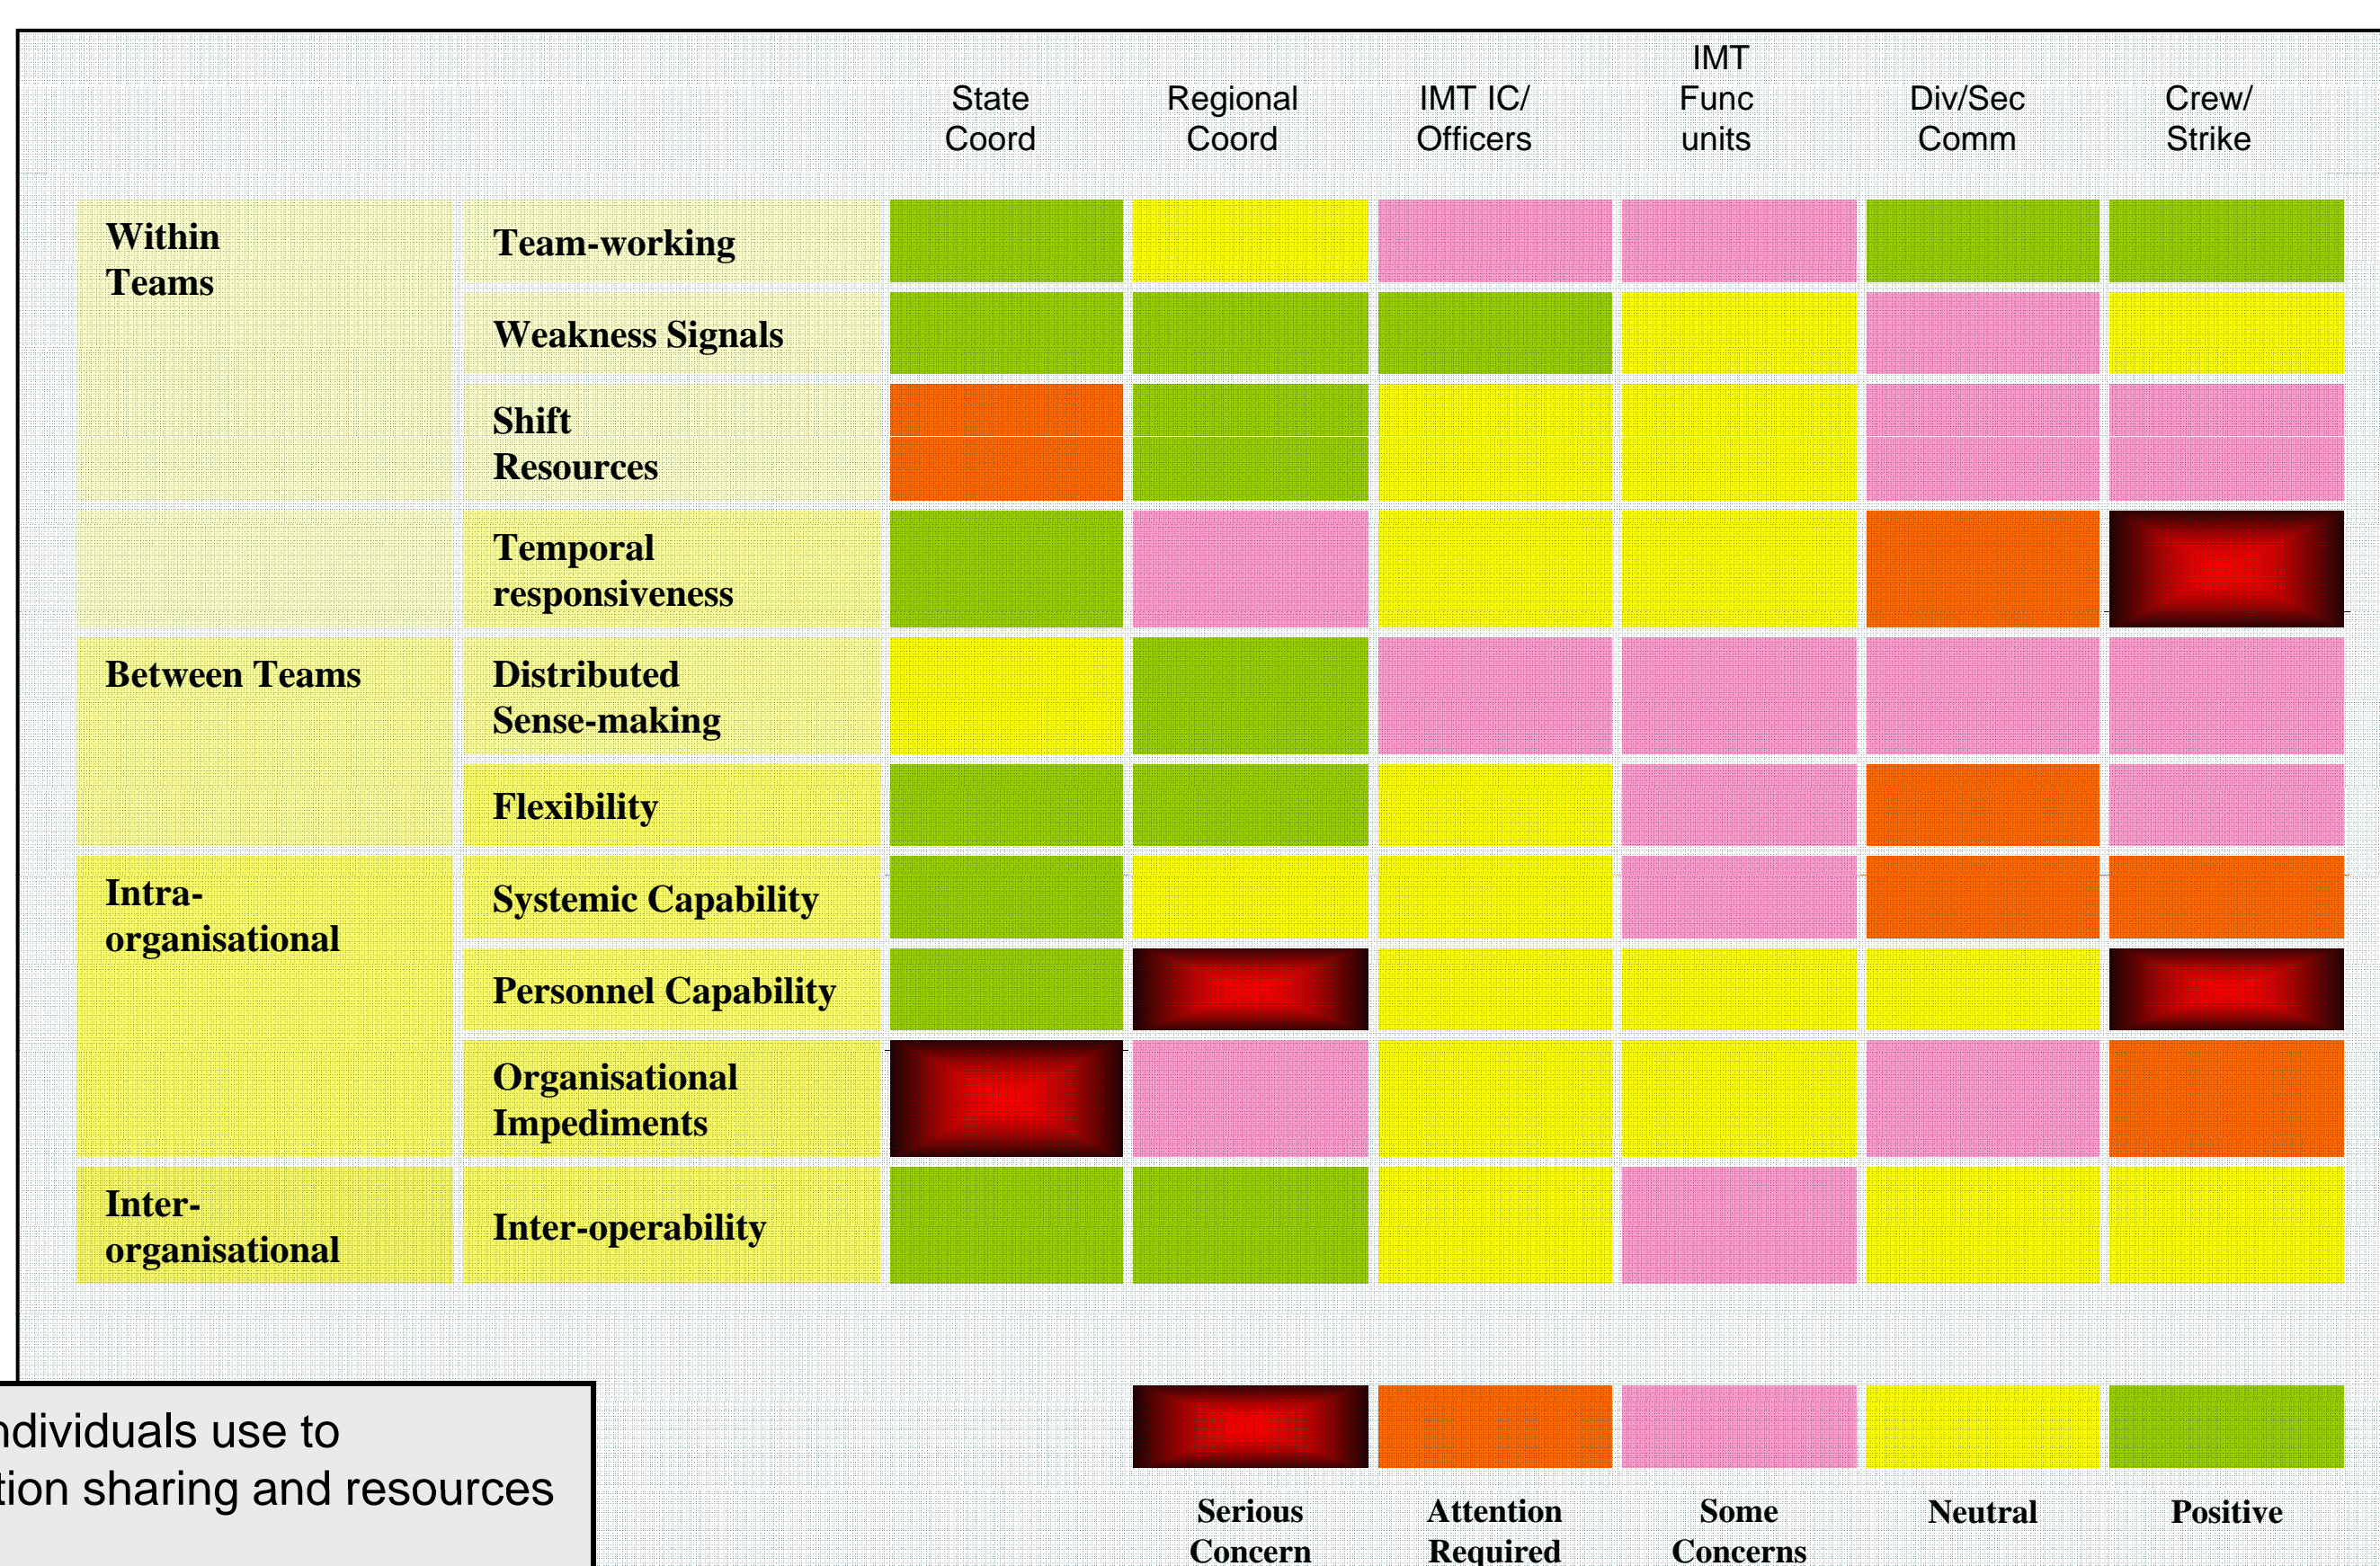 IMT
State Regional IMT IC/ Func Div/Sec Crew/
Coord Coord Officers units Comm Strike
Within
Teams
Team-working
Weakness Signals
Shift
Resources
Temporal
responsiveness
Between Teams
Distributed
Sense-making
Flexibility
Intra-
organisational
Systemic Capability
Personnel Capability
Organisational
Impediments
Inter-
organisational
Inter-operability
use to
sharing and resources
Serious Attention Some Neutral Positive
Concern Required Concerns